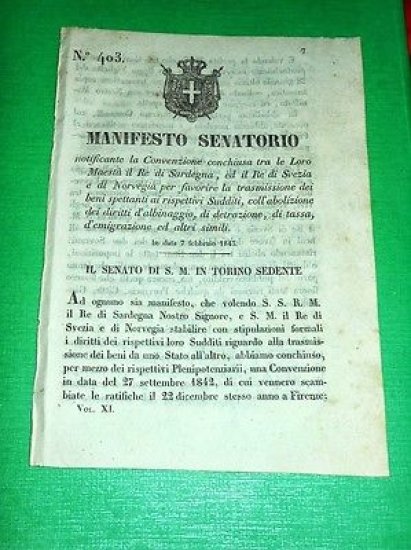 N.º 403.
7
MANIFESTO SENATORIO
notificante la Convenzione conchiusa tra le Loro
Maestà il Re di Sardegna, ed il Re di Svezia
e di Norvegia per favorire la trasmissione dei
beni spettanti ai rispettivi Sudditi, coll'abolizione
dei diritti d'albinaggio, di detrazione, di tassa,
d'emigrazione ed altri simili.
In data 7 febbraio 1843.
IL SENATO DI S. M. IN TORINO SEDENTE
Ad ognuno sia manifesto, che volendo S. S. R. M.
il Re di Sardegna Nostro Signore, e S. M. il Re di
Svezia e di Norvegia stabilire con stipulazioni formali
i diritti dei rispettivi loro Sudditi riguardo alla trasmis-
sione dei beni da uno Stato all'altro, abbiamo conchiuso,
per mezzo dei rispettivi Plenipotenziarii, una Convenzione
in data del 27 settembre 1842, di cui vennero scam-
biate le ratifiche il 22 dicembre stesso anno a Firenze;
Vol. XI.